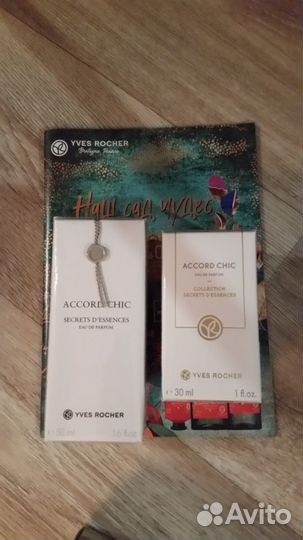 YVES ROCHER
Bretagne, France
Наш сад чудес
ACCORD CHIC
SECRETS D'ESSENCES
EAU DE PARFUM
YVES ROCHER
50 ml
1.6 fl.oz.
ACCORD CHIC
EAU DE PARFUM
COLLECTION
SECRETS D'ESSENCES
YVES ROCHER
30 ml
1 fl.oz.
Avito